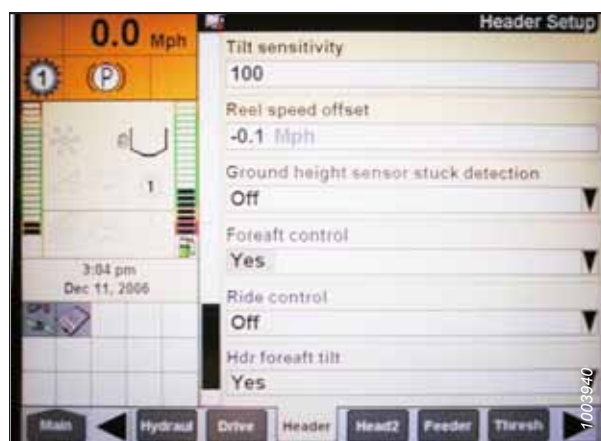 0.0 Mph
Header Setup
1
P
1
3:04 pm
Dec 11, 2006
GPS
Tilt sensitivity
100
Reel speed offset
-0.1 Mph
Ground height sensor stuck detection
Off
Foreaft control
Yes
Ride control
Off
Hdr foreaft tilt
Yes
1003940
Main
Hydraul
Drive
Header
Head2
Feeder
Thresh